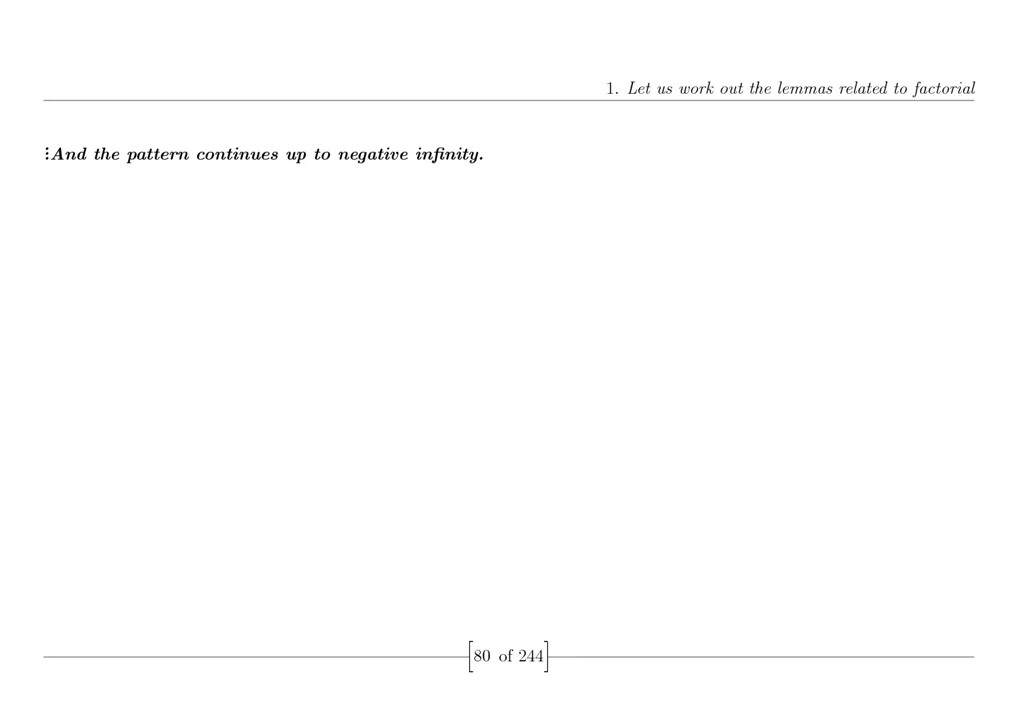 1. Let us work out the lemmas related to factorial
⋮And the pattern continues up to negative infinity.
[80 of 244]